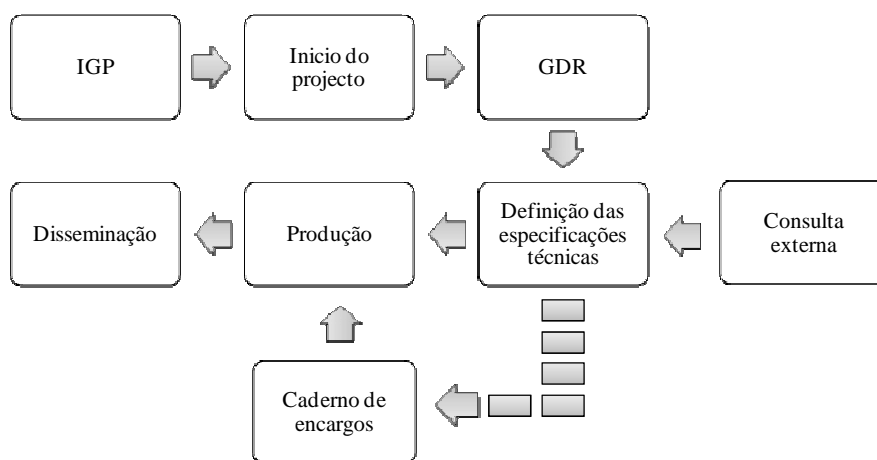 IGP
Inicio do
projecto
GDR
Disseminação
Produção
Definição das
especificações
técnicas
Consulta
externa
Caderno de
encargos